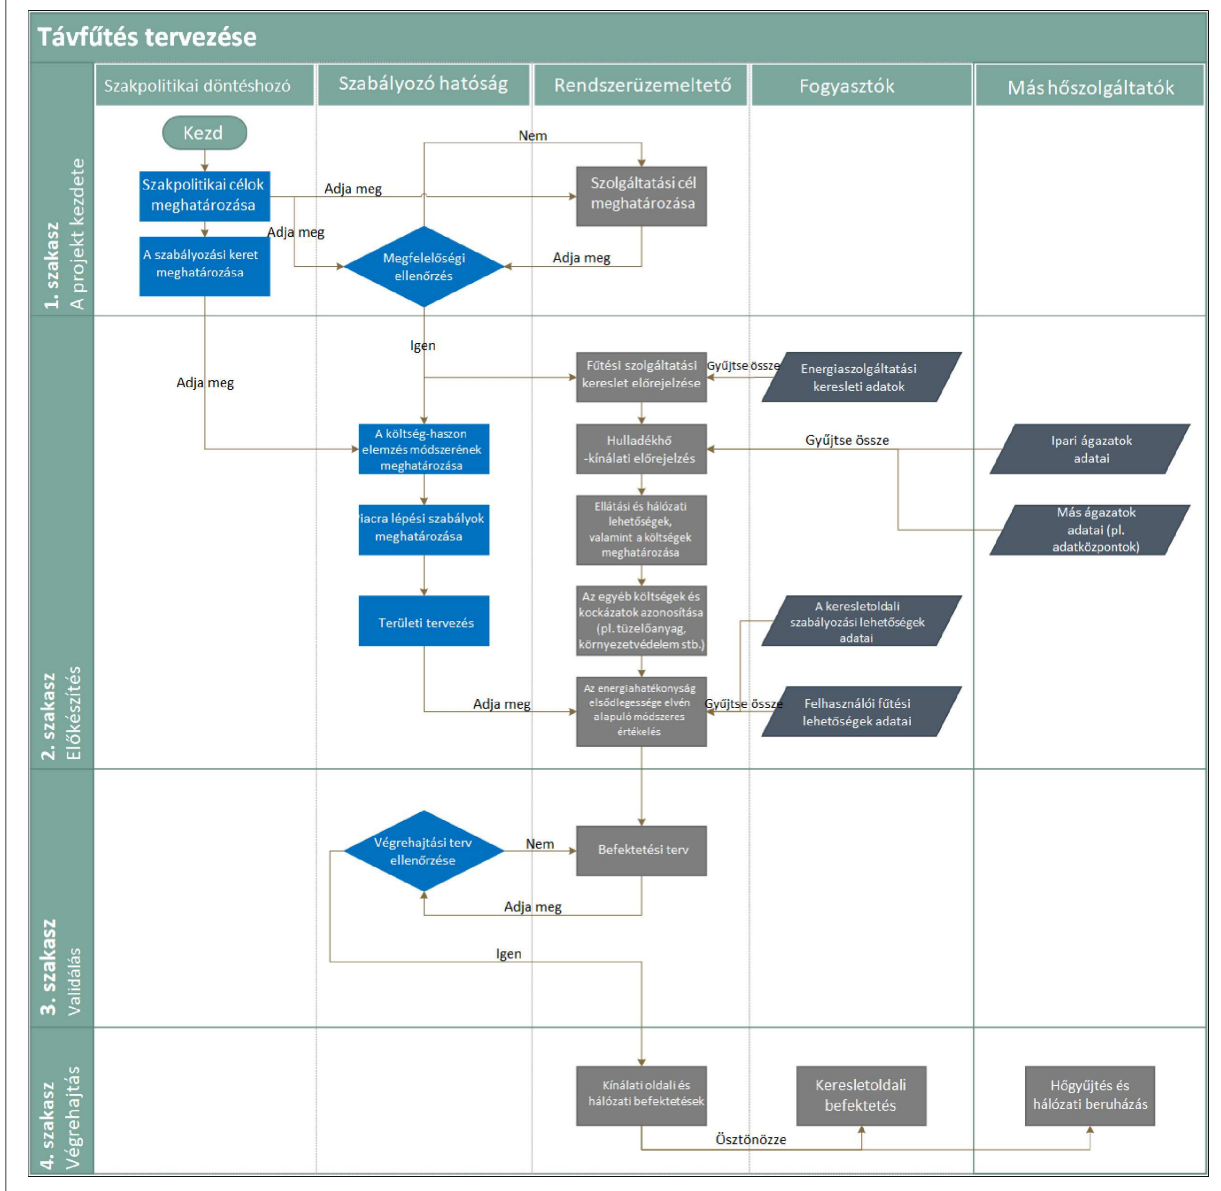 Távfűtés tervezése
Szakpolitikai döntéshozó
Szabályozó hatóság
Rendszerüzemeltető
Fogyasztók
Más hőszolgáltatók
1. szakasz
A projekt kezdete
Kezd
Nem
Szakpolitikai célok
meghatározása
Adja meg
Szolgáltatási cél
meghatározása
Adja meg
A szabályozási keret
meghatározása
Megfelelőségi
ellenőrzés
Adja meg
2. szakasz
Előkészítés
Igen
Adja meg
Fűtési szolgáltatási
kereslet előrejelzése
Gyűjtse össze
Energiaszolgáltatási
keresleti adatok
A költség-haszon
elemzés módszerének
meghatározása
Hulladékhő
-kínálati előrejelzés
Gyűjtse össze
Ipari ágazatok
adatai
iacra lépési szabályok
meghatározása
Ellátási és hálózati
lehetőségek,
valamint a költségek
meghatározása
Más ágazatok
adatai (pl.
adatközpontok)
Területi tervezés
Az egyéb költségek és
kockázatok azonosítása
(pl. tüzelőanyag,
környezetvédelem stb.)
A keresletoldali
szabályozási lehetőségek
adatai
Adja meg
Az energiahatékonyság
elsődlegessége elvén
alapuló módszeres
értékelés
Gyűjtse össze
Felhasználói fűtési
lehetőségek adatai
3. szakasz
Validálás
Végrehajtási terv
ellenőrzése
Nem
Befektetési terv
Adja meg
Igen
4. szakasz
Végrehajtás
Kínálati oldali és
hálózati befektetések
Keresletoldali
befektetés
Hőgyűjtés és
hálózati beruházás
Ösztönözze